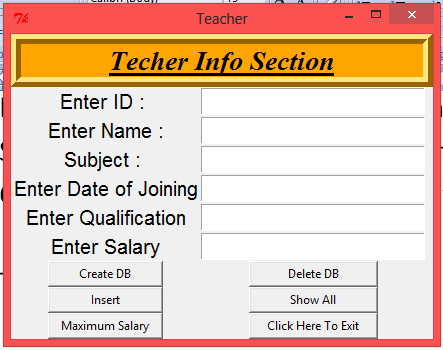 Teacher
Techer Info Section
Enter ID :
Enter Name :
Subject :
Enter Date of Joining
Enter Qualification
Enter Salary
Create DB Delete DB
Insert Show All
Maximum Salary Click Here To Exit